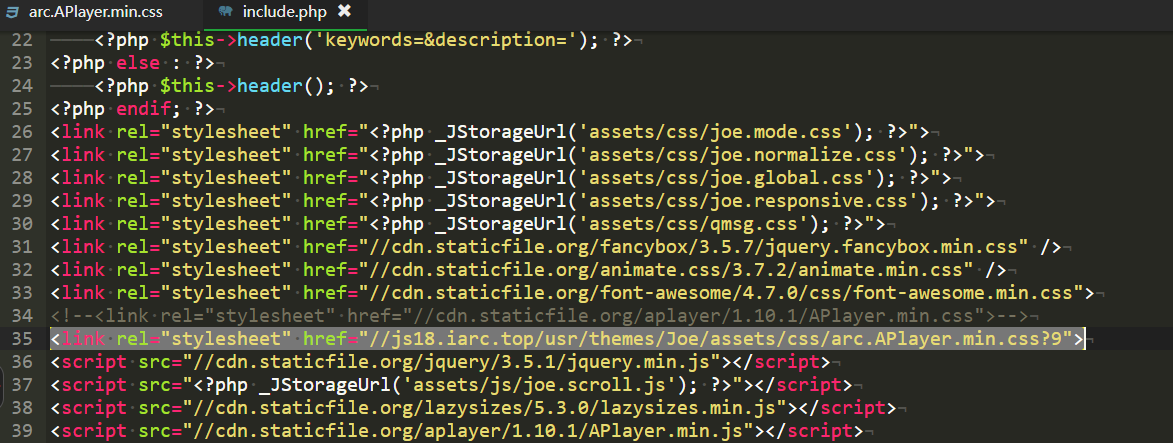 arc.APlayer.min.css include.php
22 <?php $this->header('keywords=&description='); ?>
23 <?php else : ?>
24 <?php $this->header(); ?>
25 <?php endif; ?>
26 <link rel="stylesheet" href="<?php _JStorageUrl('assets/css/joe.mode.css'); ?>">
27 <link rel="stylesheet" href="<?php _JStorageUrl('assets/css/joe.normalize.css'); ?>">
28 <link rel="stylesheet" href="<?php _JStorageUrl('assets/css/joe.global.css'); ?>">
29 <link rel="stylesheet" href="<?php _JStorageUrl('assets/css/joe.responsive.css'); ?>">
30 <link rel="stylesheet" href="<?php _JStorageUrl('assets/css/qmsg.css'); ?>">
31 <link rel="stylesheet" href="//cdn.staticfile.org/fancybox/3.5.7/jquery.fancybox.min.css" />
32 <link rel="stylesheet" href="//cdn.staticfile.org/animate.css/3.7.2/animate.min.css" />
33 <link rel="stylesheet" href="//cdn.staticfile.org/font-awesome/4.7.0/css/font-awesome.min.css">
34 <!--<link rel="stylesheet" href="//cdn.staticfile.org/aplayer/1.10.1/APlayer.min.css">-->
35 <link rel="stylesheet" href="//js18.iarc.top/usr/themes/Joe/assets/css/arc.APlayer.min.css?9">
36 <script src="//cdn.staticfile.org/jquery/3.5.1/jquery.min.js"></script>
37 <script src="<?php _JStorageUrl('assets/js/joe.scroll.js'); ?>"></script>
38 <script src="//cdn.staticfile.org/lazysizes/5.3.0/lazysizes.min.js"></script>
39 <script src="//cdn.staticfile.org/aplayer/1.10.1/APlayer.min.js"></script>